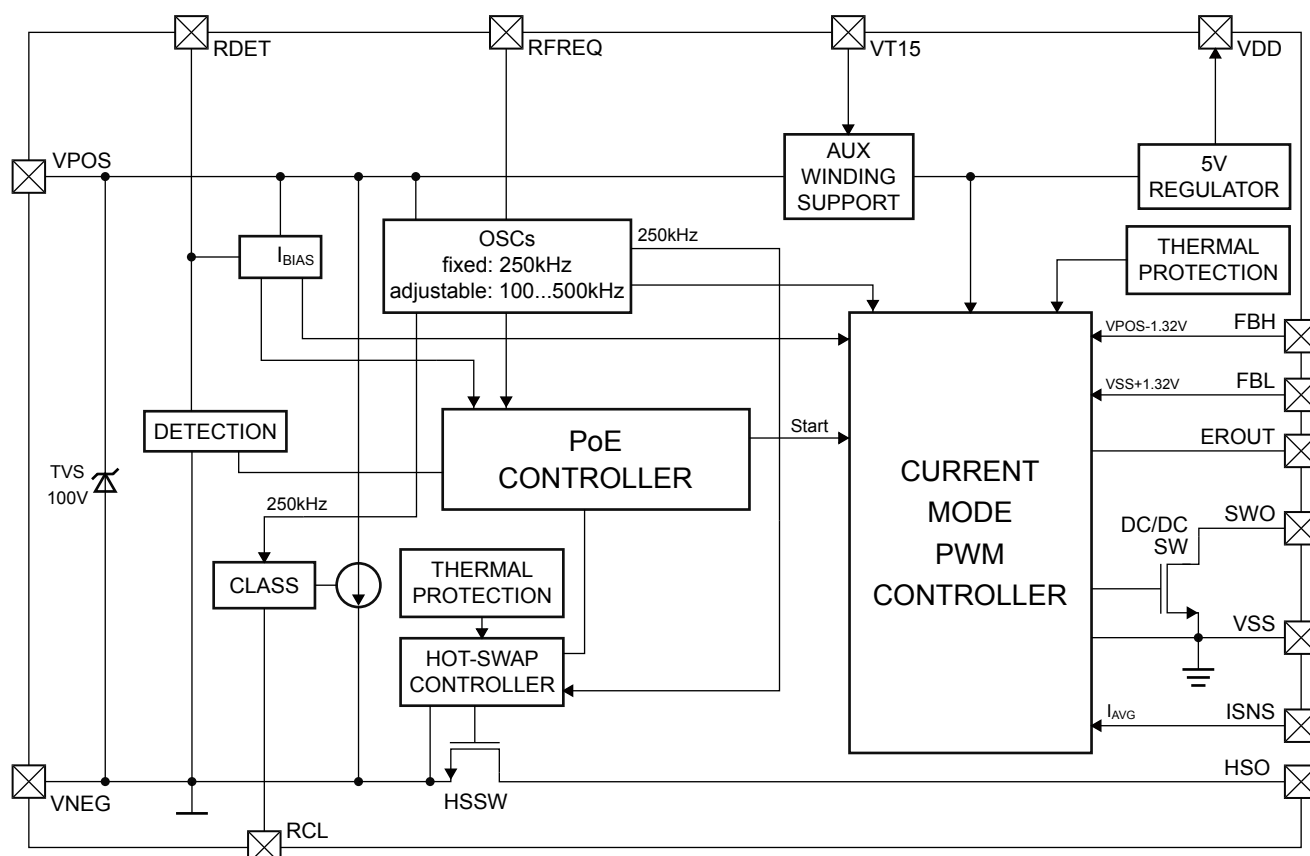 RDET
RFREQ
VT15
VDD
VPOS
AUX
WINDING
SUPPORT
5V
REGULATOR
IBIAS
OSCs
fixed: 250kHz
adjustable: 100...500kHz
250kHz
THERMAL
PROTECTION
VPOS-1.32V
FBH
VSS+1.32V
FBL
DETECTION
PoE
CONTROLLER
Start
EROUT
CURRENT
MODE
PWM
CONTROLLER
TVS
100V
250kHz
DC/DC
SW
SWO
CLASS
THERMAL
PROTECTION
VSS
HOT-SWAP
CONTROLLER
IAVG
ISNS
HSO
VNEG
HSSW
RCL